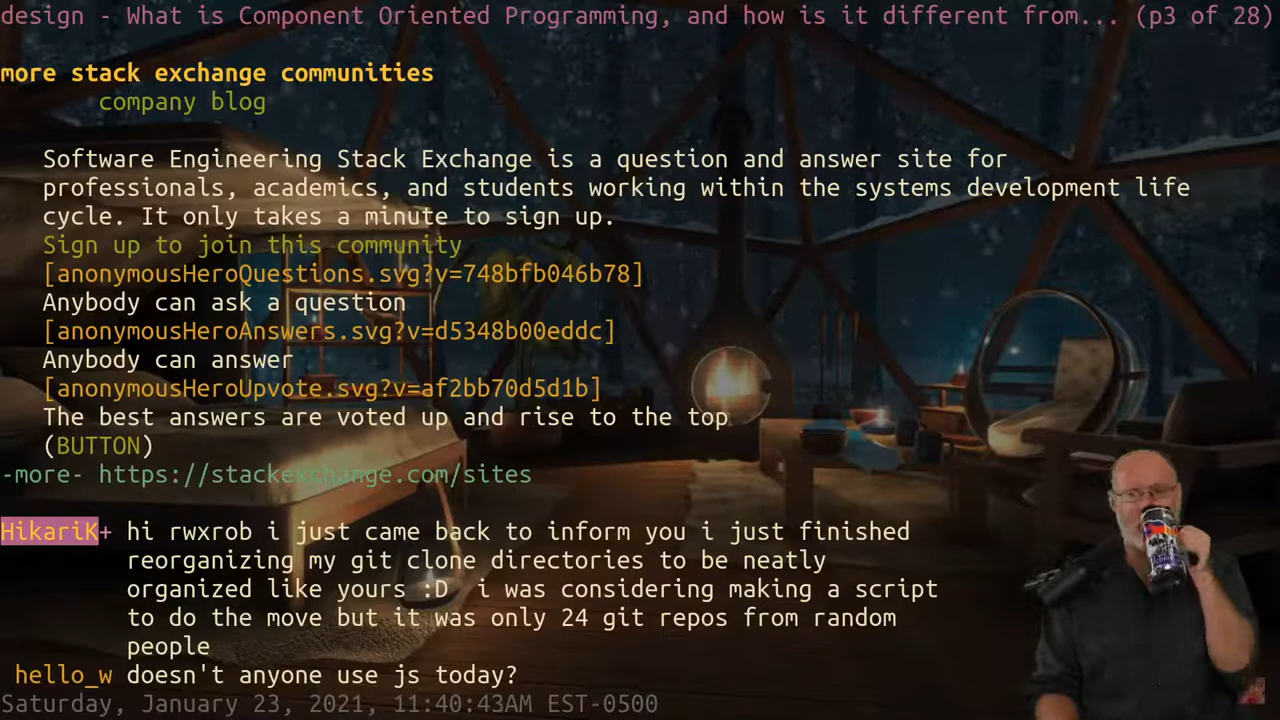 design - What is Component Oriented Programming, and how is it different from... (p3 of 28)
more stack exchange communities
company blog
Software Engineering Stack Exchange is a question and answer site for
professionals, academics, and students working within the systems development life
cycle. It only takes a minute to sign up.
Sign up to join this community
[anonymousHeroQuestions.svg?v=748bfb046b78]
Anybody can ask a question
[anonymousHeroAnswers.svg?v=d5348b00eddc]
Anybody can answer
[anonymousHeroUpvote.svg?v=af2bb70d5d1b]
The best answers are voted up and rise to the top
(BUTTON)
-more- https://stackexchange.com/sites
HikariK+ hi rwxrob i just came back to inform you i just finished
reorganizing my git clone directories to be neatly
organized like yours :D  i was considering making a script
to do the move but it was only 24 git repos from random
people
hello_w doesn't anyone use js today?
Saturday, January 23, 2021, 11:40:43AM EST-0500